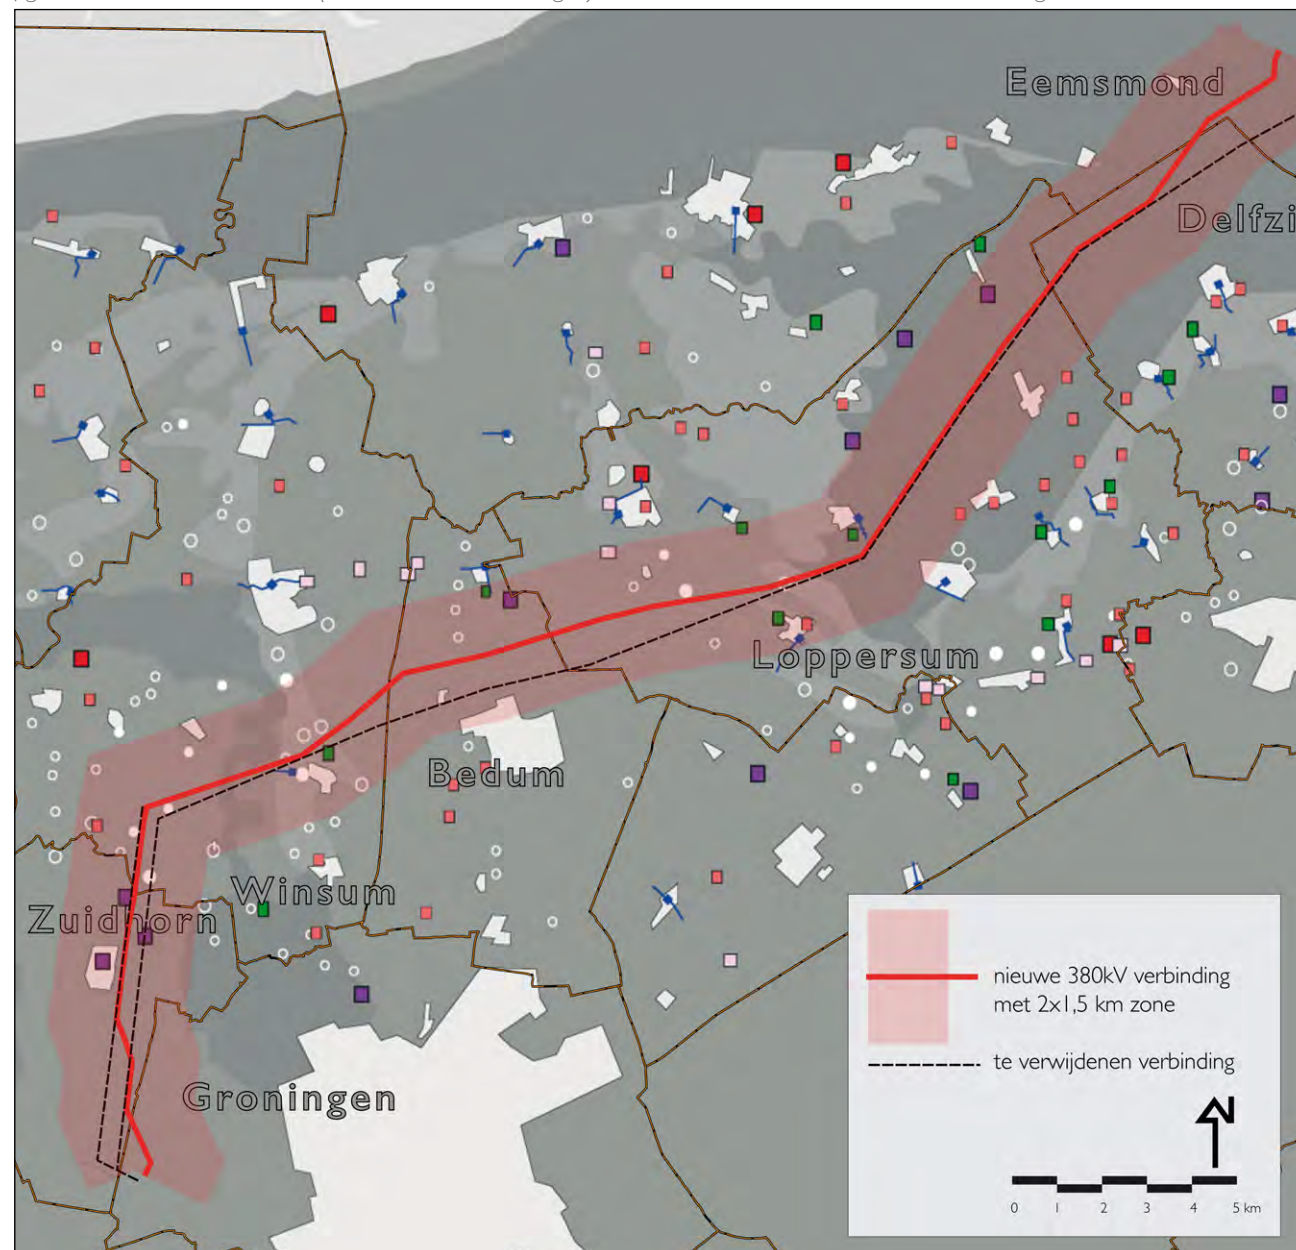 Eemsmond
Delfzi
Loppersum
Bedum
Winsum
Zuidhorn
Groningen
nieuwe 380kV verbinding
met 2x1,5 km zone
te verwijdenen verbinding
N
0 1 2 3 4 5 km